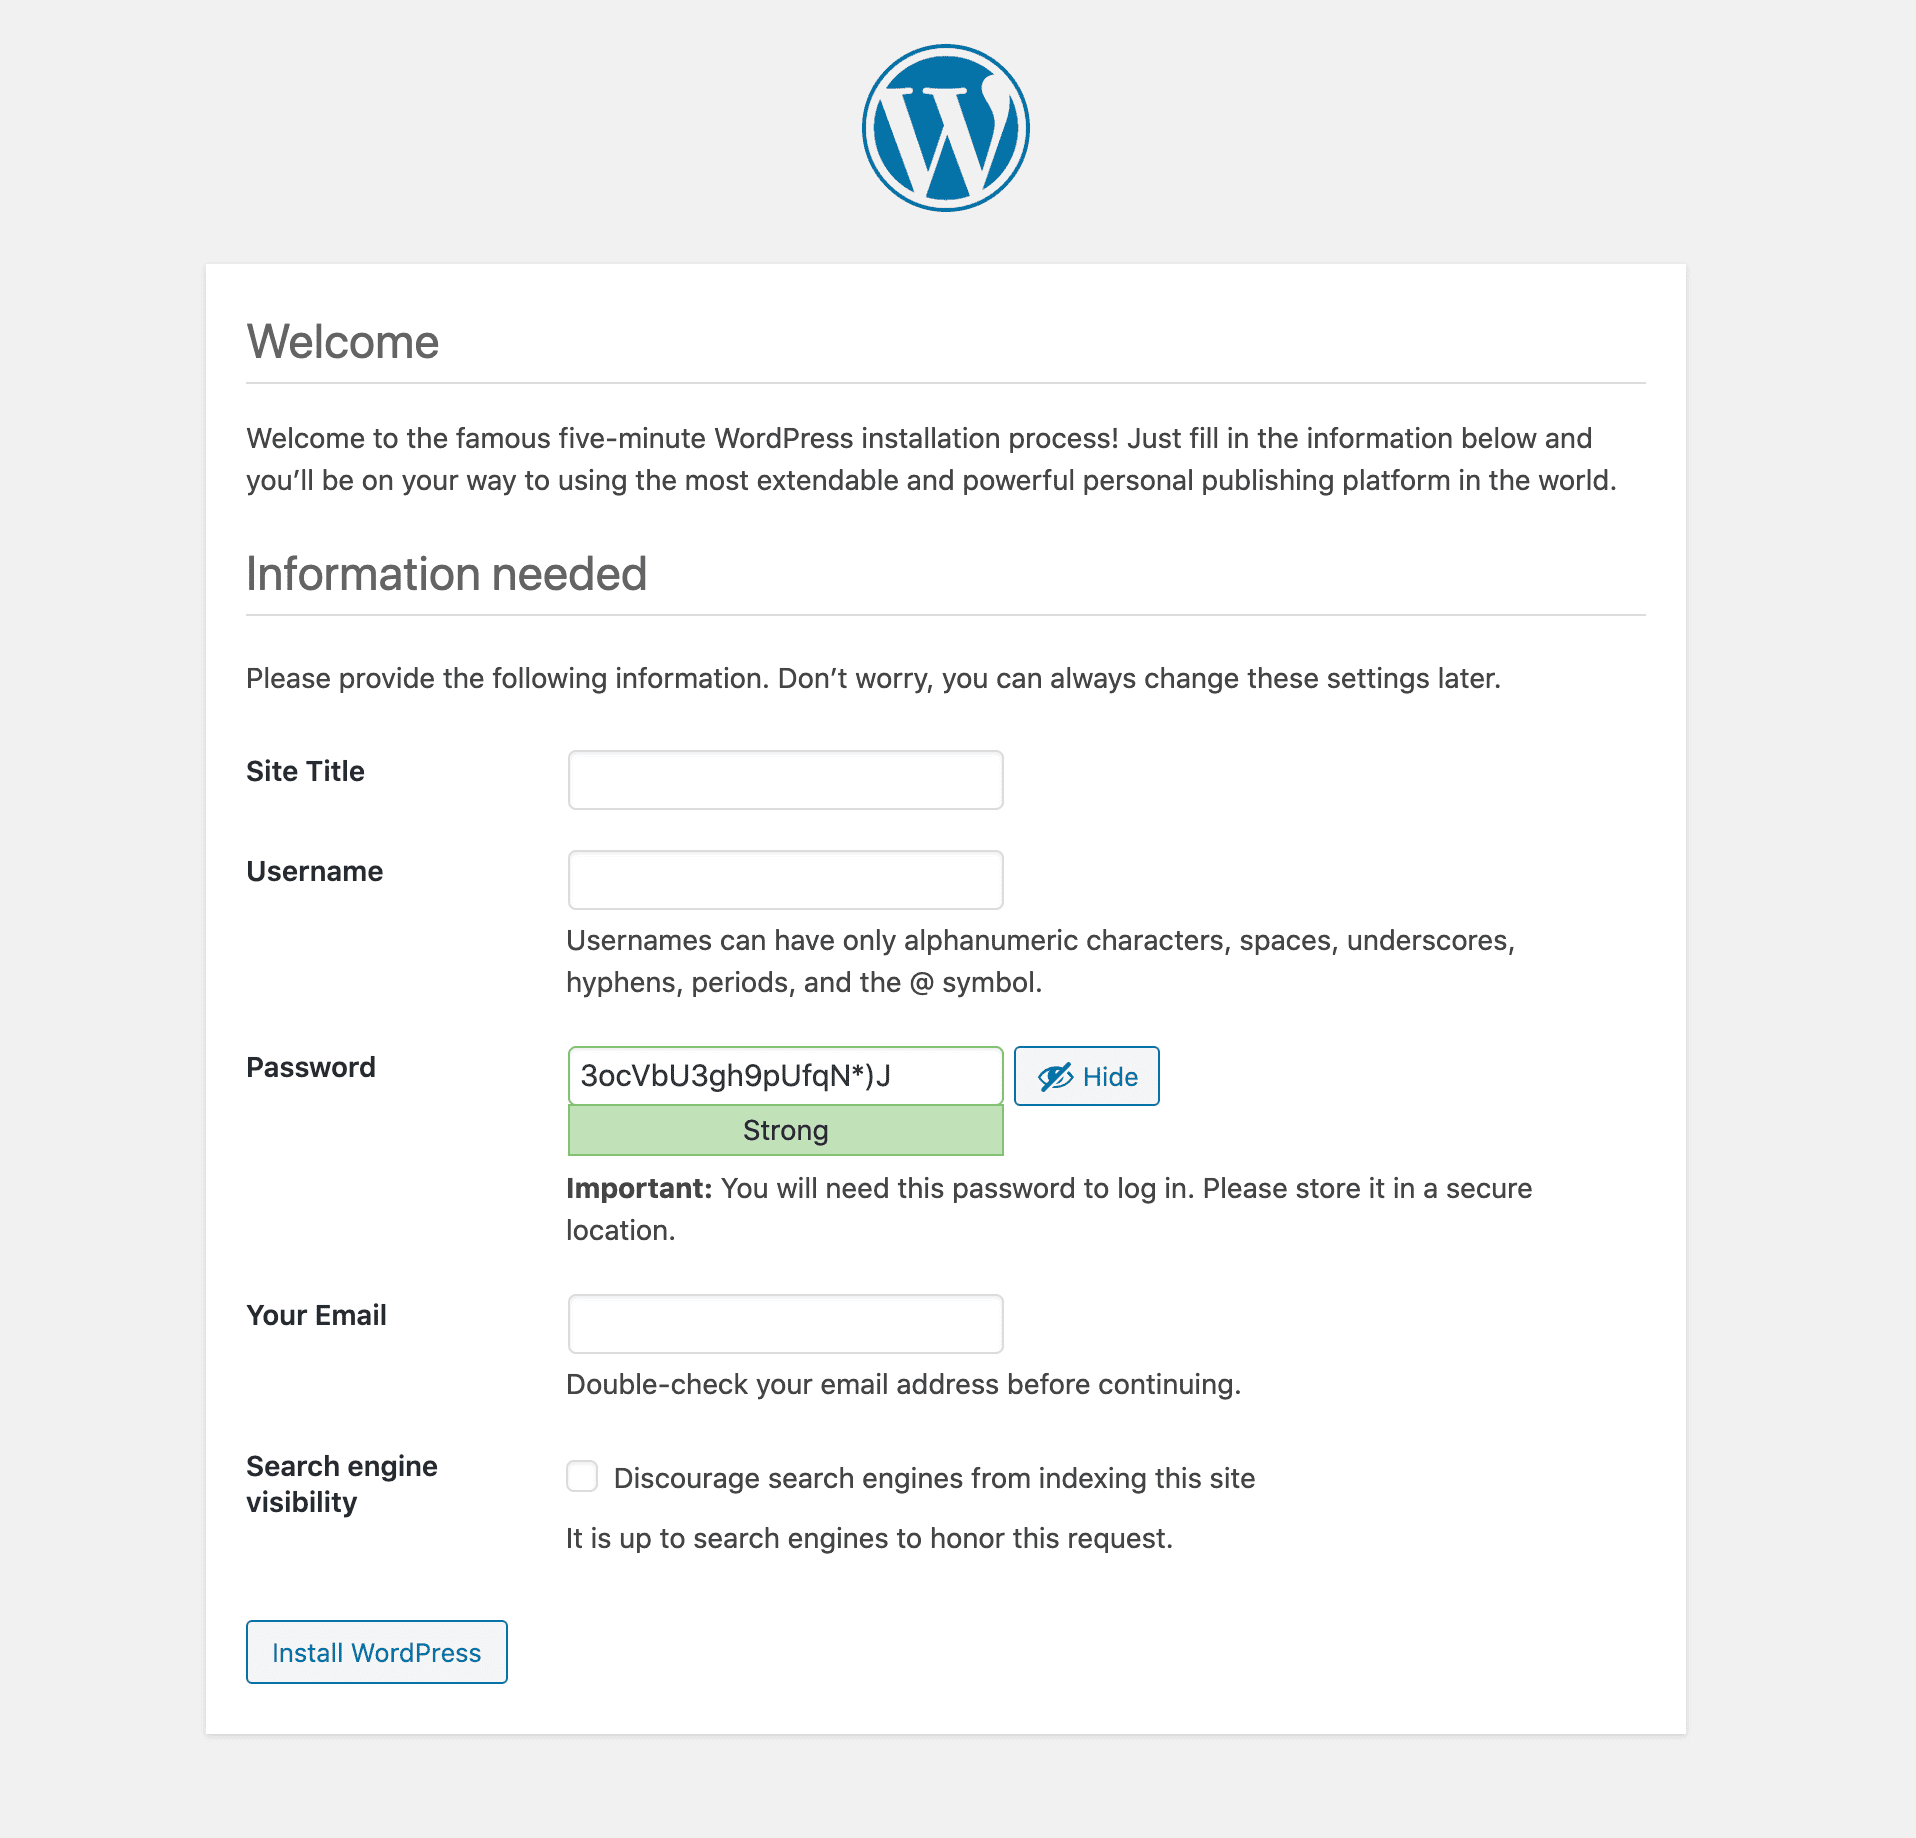 Welcome
Welcome to the famous five-minute WordPress installation process! Just fill in the information below and
you’ll be on your way to using the most extendable and powerful personal publishing platform in the world.
Information needed
Please provide the following information. Don’t worry, you can always change these settings later.
Site Title
Username
Usernames can have only alphanumeric characters, spaces, underscores,
hyphens, periods, and the @ symbol.
Password
3ocVbU3gh9pUfqN*)J
Hide
Strong
Important: You will need this password to log in. Please store it in a secure
location.
Your Email
Double-check your email address before continuing.
Search engine
visibility
Discourage search engines from indexing this site
It is up to search engines to honor this request.
Install WordPress